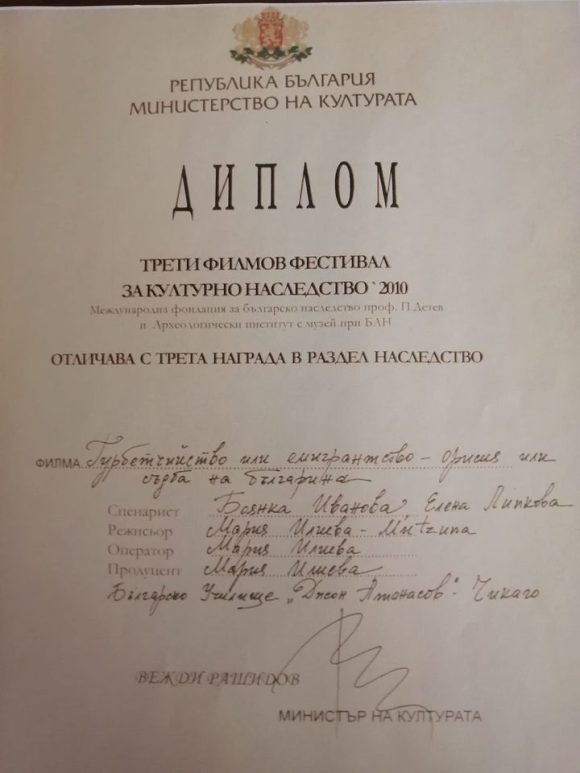 РЕПУБЛИКА БЪЛГАРИЯ
МИНИСТЕРСТВО НА КУЛТУРАТА
ДИПЛОМ
ТРЕТИ ФИЛМОВ ФЕСТИВАЛ
ЗА КУЛТУРНО НАСЛЕДСТВО ` 2010
Международна фондация за българско наследство проф. П.Детев
и Археологически институт с музей при БАН
ОТЛИЧАВА С ТРЕТА НАГРАДА В РАЗДЕЛ НАСЛЕДСТВО
ФИЛМА Гурбетчийство или емигрантство – орисия или
съдба на българина
Сценарист Боянка Иванова, Елена Липкова
Режисьор Мария Илиева – Mitzina
Оператор Мария Илиева
Продуцент Мария Илиева
Българско Училище „Джон Атанасов" - Чикаго
ВЕЖДИ РАШИДОВ
МИНИСТЪР НА КУЛТУРАТА